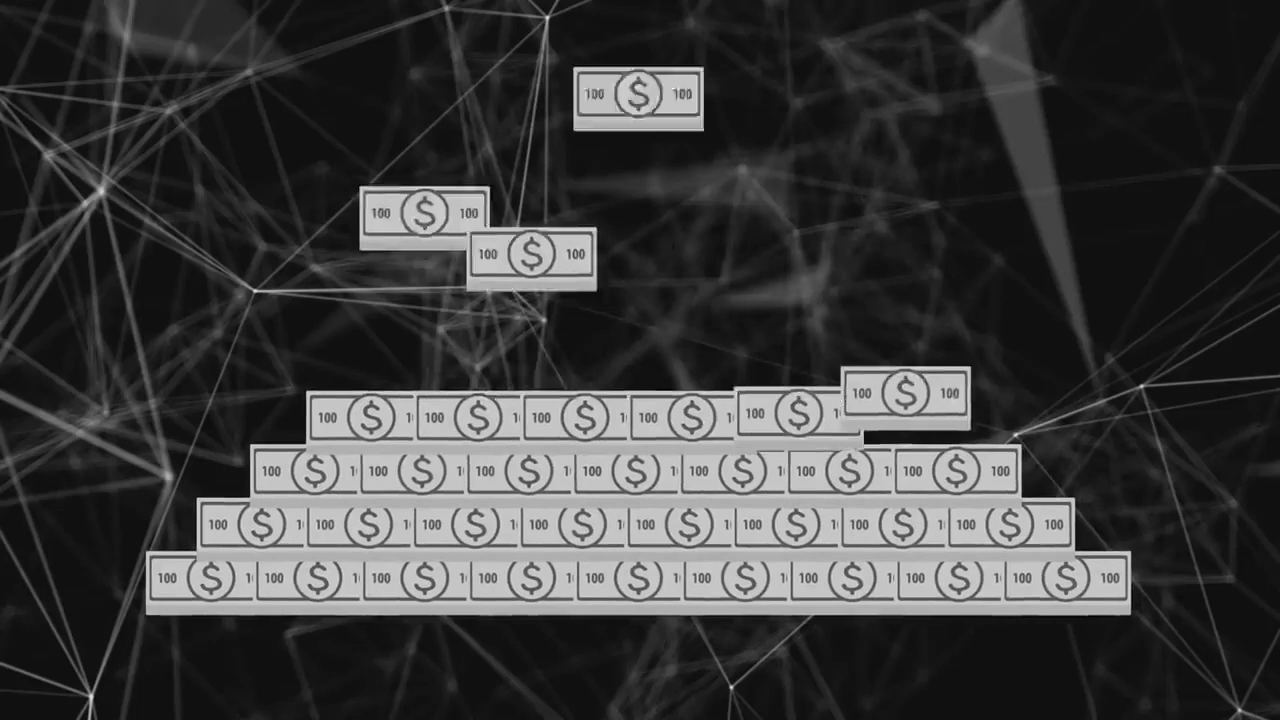 100 $ 100
100 $ 100
100 $ 100
100 $ 100 $ 100 $ 100 $ 100 $ 100 $ 100
100 $ 100 $ 100 $ 100 $ 100 $ 100 $ 100 $ 100
100 $ 100 $ 100 $ 100 $ 100 $ 100 $ 100 $ 100 $ 100
100 $ 100 $ 100 $ 100 $ 100 $ 100 $ 100 $ 100 $ 100 $ 100